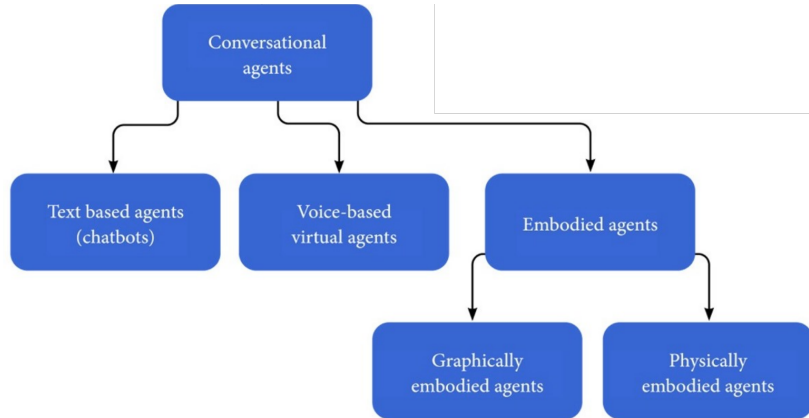 Conversational
agents
Text based agents
(chatbots)
Voice-based
virtual agents
Embodied agents
Graphically
embodied agents
Physically
embodied agents